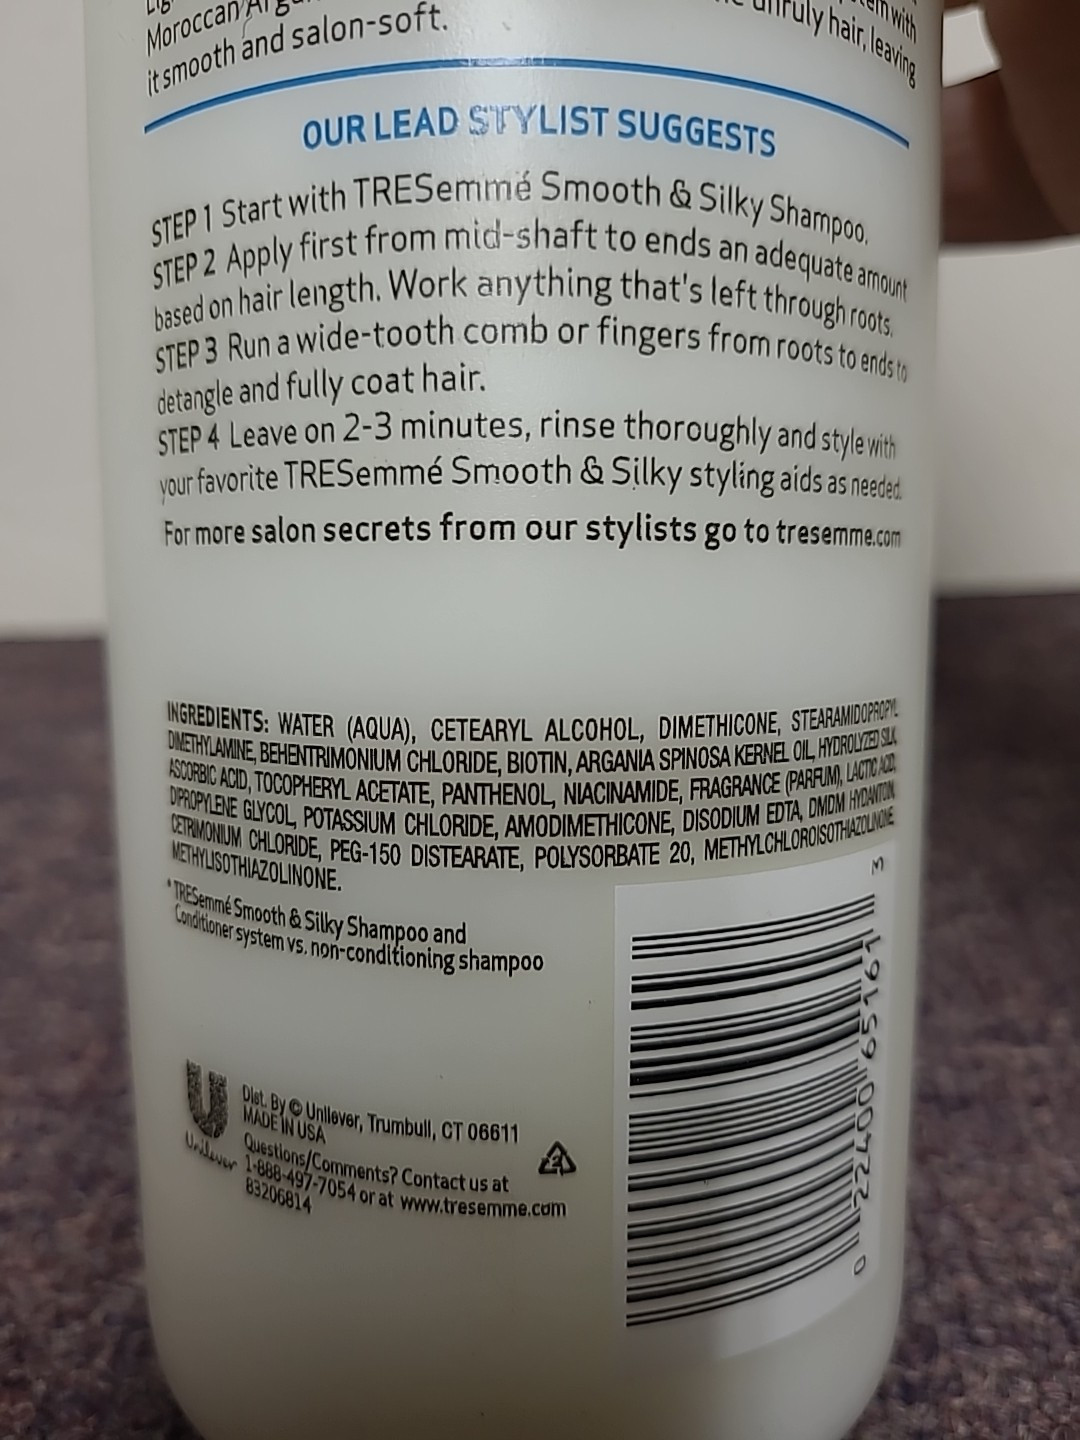 Moroccan
it smooth and salon-soft.
with
unruly hair, leaving
OUR LEAD STYLIST SUGGESTS
STEP 1 Start with TRESemmé Smooth & Silky Shampoo.
STEP 2 Apply first from mid-shaft to ends an adequate amount
based on hair length. Work anything that's left through roots.
STEP 3 Run a wide-tooth comb or fingers from roots to ends to
detangle and fully coat hair.
STEP 4 Leave on 2-3 minutes, rinse thoroughly and style with
your favorite TRESemmé Smooth & Silky styling aids as needed.
For more salon secrets from our stylists go to tresemme.com
INGREDIENTS: WATER (AQUA), CETEARYL ALCOHOL, DIMETHICONE, STEARAMIDOPROPYL
DIMETHYLAMINE, BEHENTRIMONIUM CHLORIDE, BIOTIN, ARGANIA SPINOSA KERNEL OIL, HYDROLYZED SILK,
ASCORBIC ACID, TOCOPHERYL ACETATE, PANTHENOL, NIACINAMIDE, FRAGRANCE (PARFUM), LACTIC ACID,
DIPROPYLENE GLYCOL, POTASSIUM CHLORIDE, AMODIMETHICONE, DISODIUM EDTA, DMDM HYDANTOIN,
CETRIMONIUM CHLORIDE, PEG-150 DISTEARATE, POLYSORBATE 20, METHYLCHLOROISOTHIAZOLINONE,
METHYLISOTHIAZOLINONE.
*TRESemmé Smooth & Silky Shampoo and
Conditioner system vs. non-conditioning shampoo
Unilever
Dist. By © Unilever, Trumbull, CT 06611
MADE IN USA
Questions/Comments? Contact us at
1-888-497-7054 or at www.tresemme.com
83206814
2
0 22400 65161 3